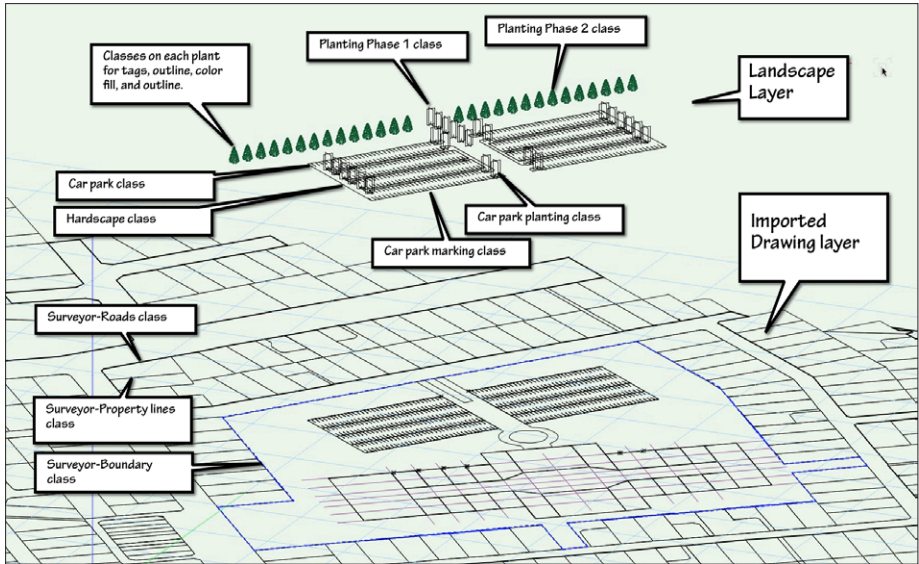 Classes on each plant
for tags, outline, color
fill, and outline.
Planting Phase 1 class
Planting Phase 2 class
Landscape
Layer
Car park class
Hardscape class
Car park planting class
Car park marking class
Imported
Drawing layer
Surveyor-Roads class
Surveyor-Property lines
class
Surveyor-Boundary
class